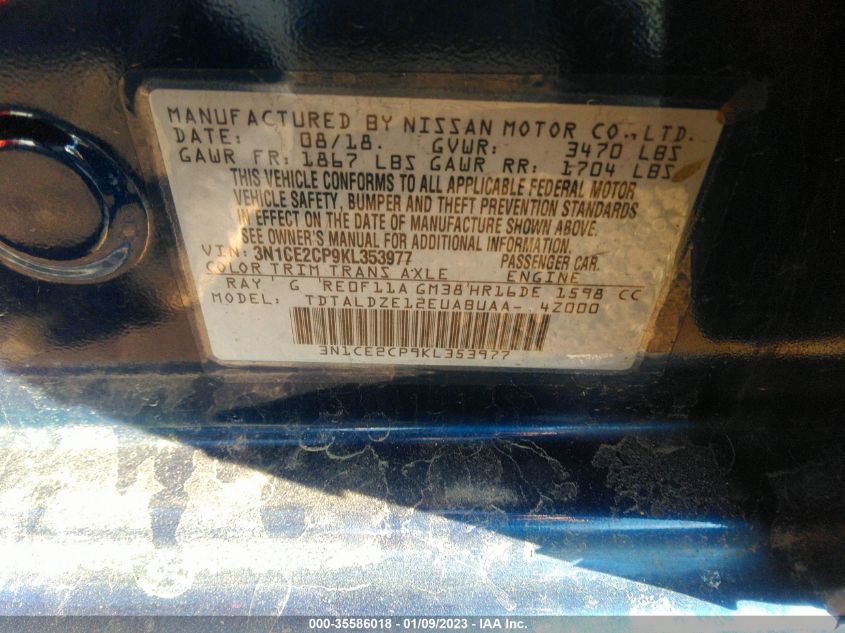 MANUFACTURED BY NISSAN MOTOR CO., LTD.
DATE: 08/18. GVWR: 3470 LBS
GAWR FR: 1867 LBS GAWR RR: 1704 LBS
THIS VEHICLE CONFORMS TO ALL APPLICABLE FEDERAL MOTOR
VEHICLE SAFETY, BUMPER AND THEFT PREVENTION STANDARDS
IN EFFECT ON THE DATE OF MANUFACTURE SHOWN ABOVE.
SEE OWNER'S MANUAL FOR ADDITIONAL INFORMATION.
VIN: 3N1CE2CP9KL353977 PASSENGER CAR.
COLOR TRIM TRANS AXLE ENGINE
RAY G RE0F11A GM38 HR16DE 1598 CC
MODEL: TDTALDZE12EUABUAA- 4Z000
3N1CE2CP9KL353977
000-35586018 - 01/09/2023 - IAA Inc.